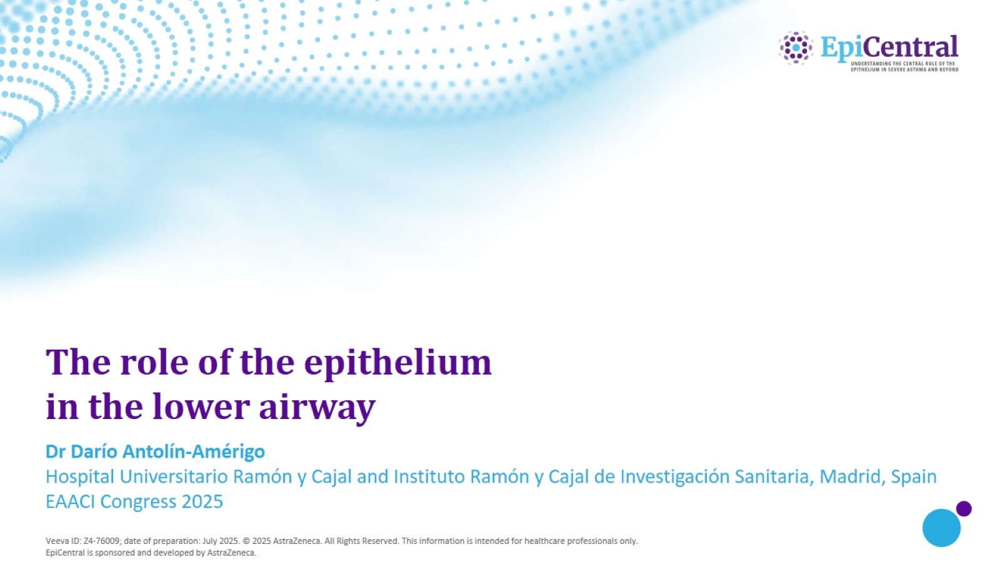 EpiCentral
UNDERSTANDING THE CENTRAL ROLE OF THE
EPITHELIUM IN SEVERE ASTHMA AND BEYOND
The role of the epithelium
in the lower airway
Dr Darío Antolín-Amérigo
Hospital Universitario Ramón y Cajal and Instituto Ramón y Cajal de Investigación Sanitaria, Madrid, Spain
EAACI Congress 2025
Veeva ID: Z4-76009; date of preparation: July 2025. © 2025 AstraZeneca. All Rights Reserved. This information is intended for healthcare professionals only.
EpiCentral is sponsored and developed by AstraZeneca.